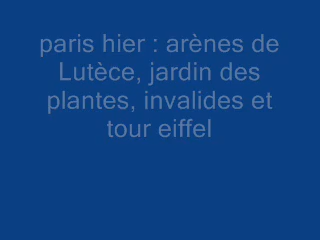 paris hier : arènes de
Lutèce, jardin des
plantes, invalides et
tour eiffel